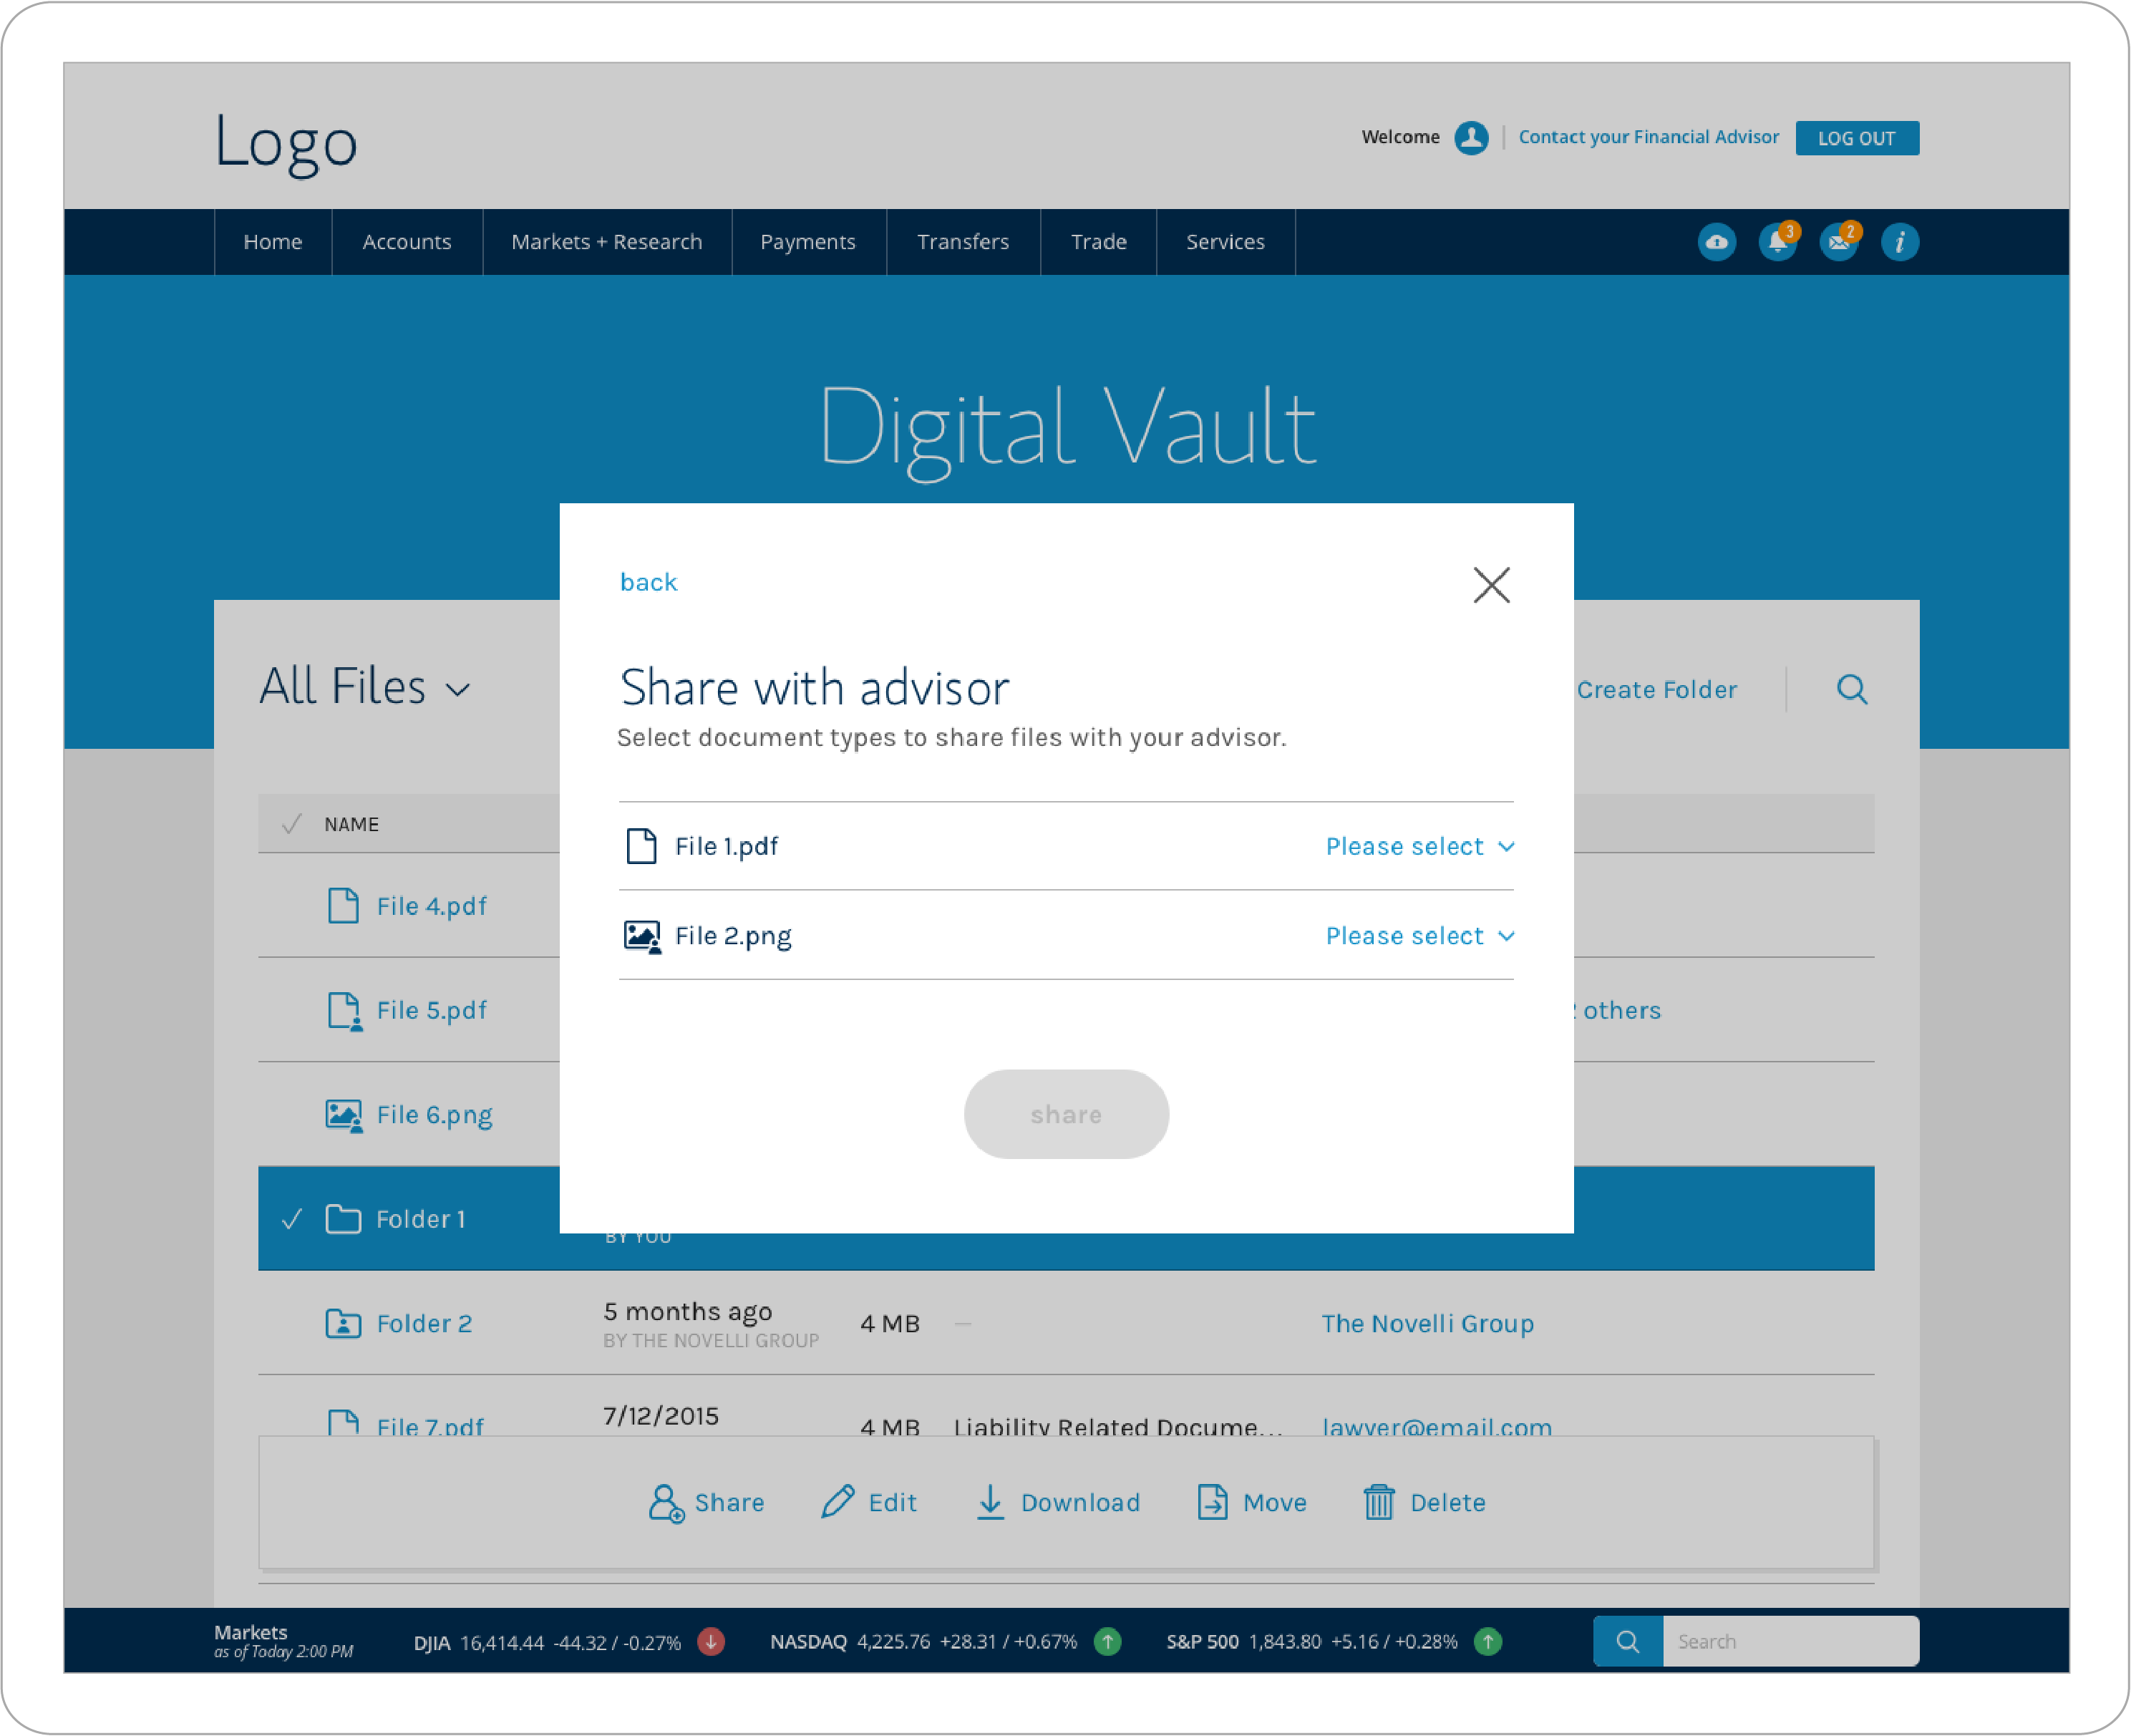 Logo
Welcome
Contact your Financial Advisor
LOG OUT
Home
Accounts
Markets + Research
Payments
Transfers
Trade
Services
3
2
i
Digital Vault
back
Share with advisor
Select document types to share files with your advisor.
File 1.pdf
Please select
File 2.png
Please select
share
All Files
Create Folder
NAME
File 4.pdf
File 5.pdf
others
File 6.png
Folder 1
BY YOU
Folder 2
5 months ago
BY THE NOVELLI GROUP
4 MB
—
The Novelli Group
File 7.pdf
7/12/2015
4 MB
Liability Related Docume...
lawyer@email.com
Share
Edit
Download
Move
Delete
Markets
as of Today 2:00 PM
DJIA 16,414.44 -44.32 / -0.27%
NASDAQ 4,225.76 +28.31 / +0.67%
S&P 500 1,843.80 +5.16 / +0.28%
Search